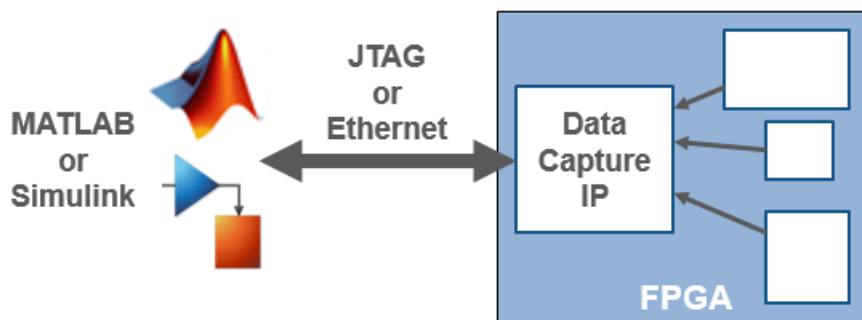 MATLAB
or
Simulink
JTAG
or
Ethernet
Data
Capture
IP
FPGA